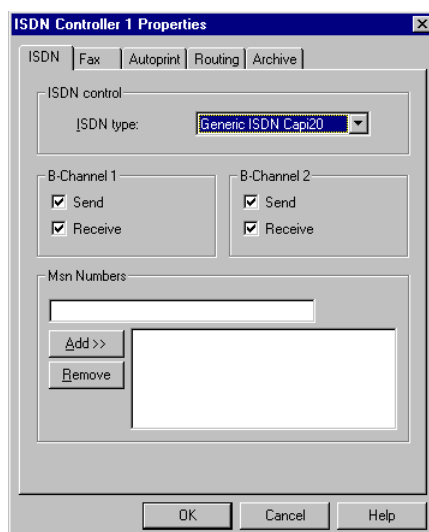 ISDN Controller 1 Properties
ISDN Fax Autoprint Routing Archive
ISDN control
ISDN type: Generic ISDN Capi20
B-Channel 1 B-Channel 2
Send Send
Receive Receive
Msn Numbers
Add >>
Remove
OK Cancel Help